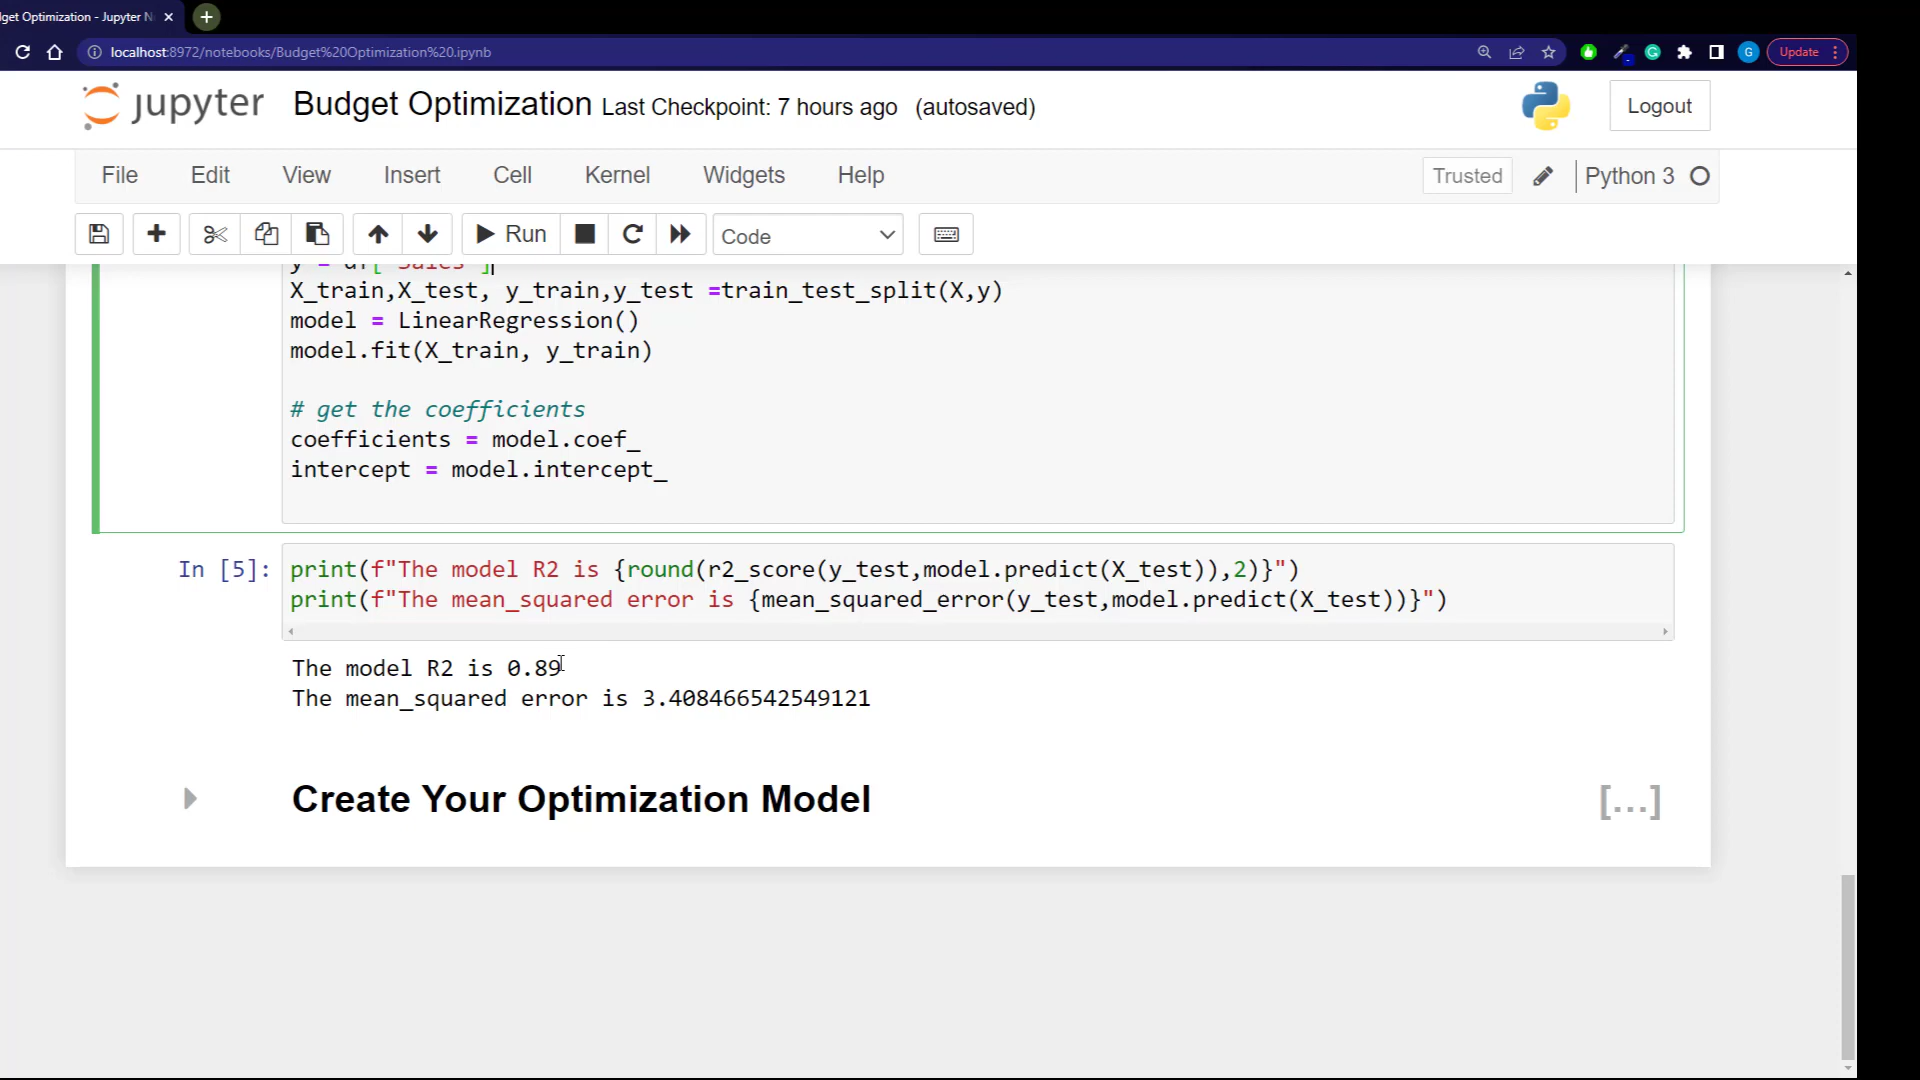 get Optimization - Jupyter N
localhost:8972/notebooks/Budget%20Optimization%20.ipynb
G
Update
jupyter Budget Optimization Last Checkpoint: 7 hours ago (autosaved)
Logout
File Edit View Insert Cell Kernel Widgets Help
Trusted
Python 3
Run
Code
y = df["Sales"]
X_train,X_test, y_train,y_test =train_test_split(X,y)
model = LinearRegression()
model.fit(X_train, y_train)
# get the coefficients
coefficients = model.coef_
intercept = model.intercept_
In [5]: print(f"The model R2 is {round(r2_score(y_test,model.predict(X_test)),2)}")
print(f"The mean_squared error is {mean_squared_error(y_test,model.predict(X_test))}")
The model R2 is 0.89
The mean_squared error is 3.408466542549121
Create Your Optimization Model
[...]